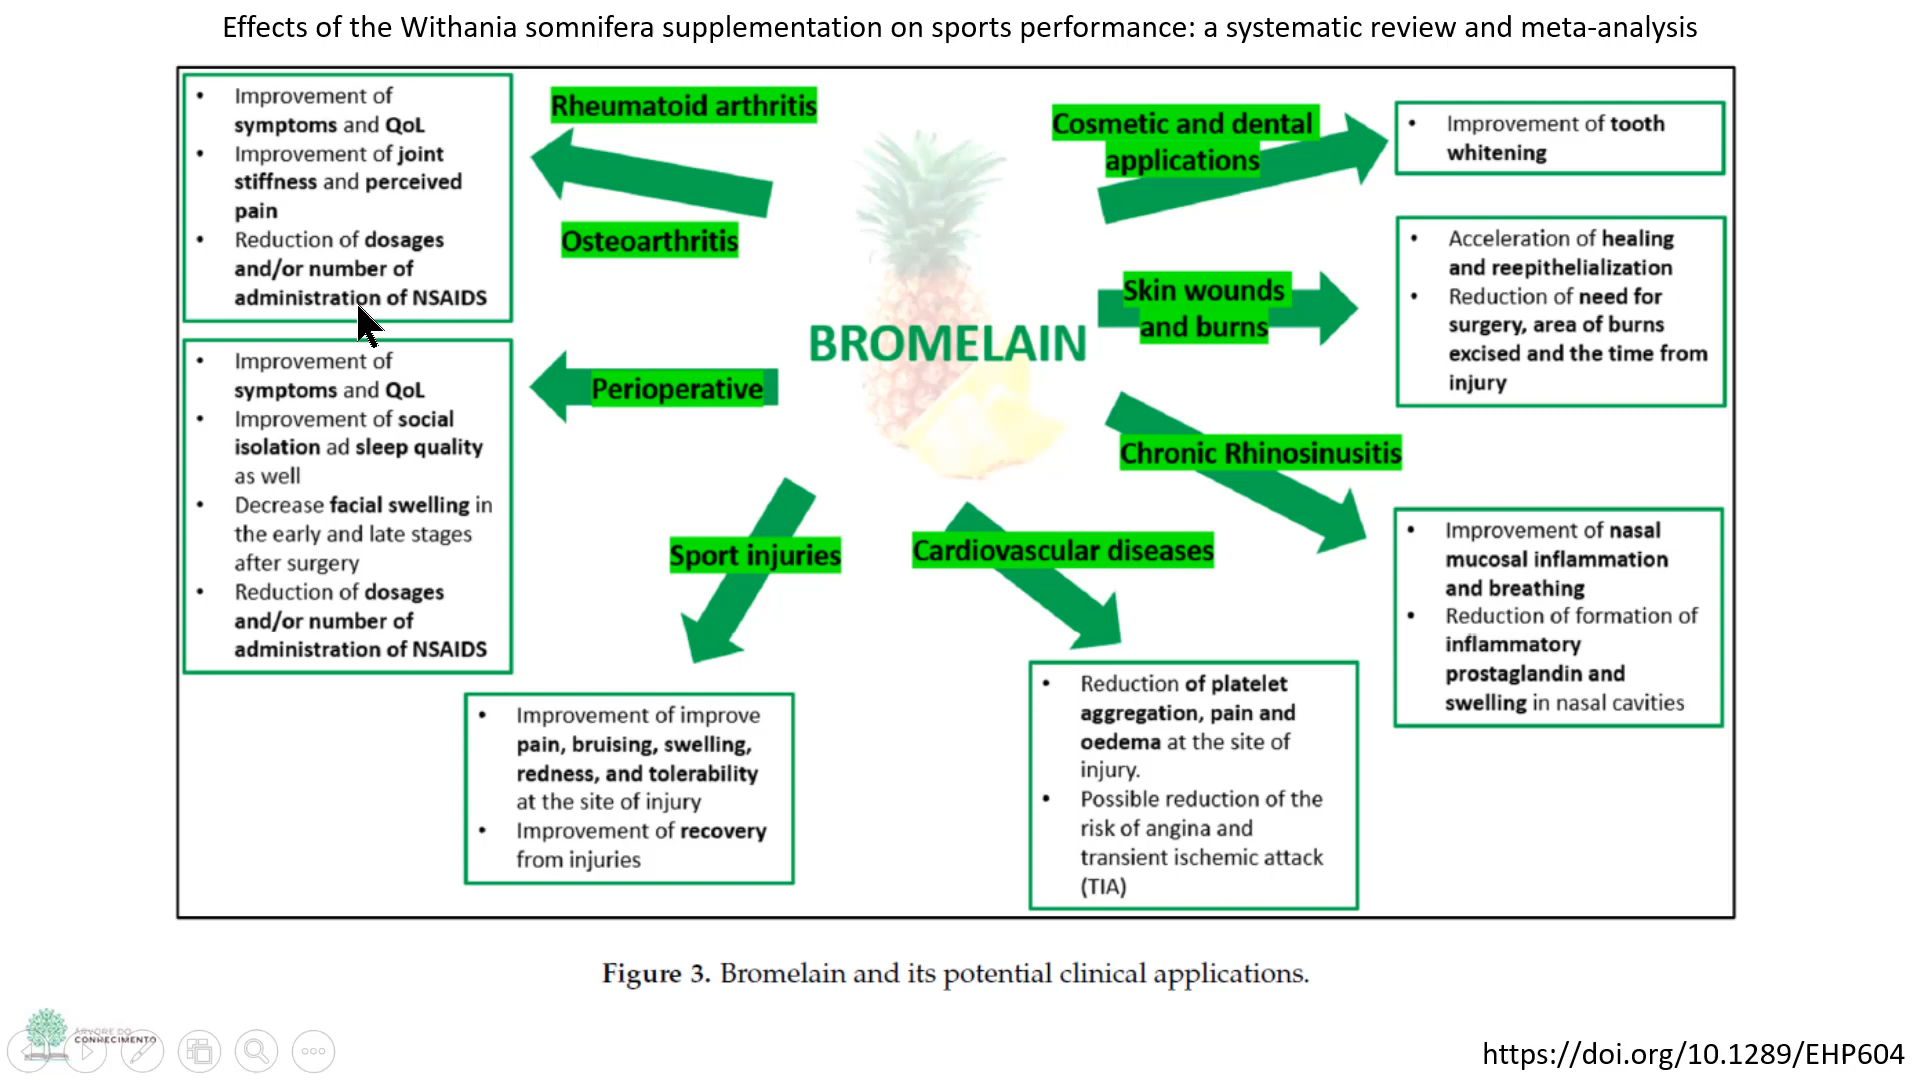 Effects of the Withania somnifera supplementation on sports performance: a systematic review and meta-analysis
• Improvement of
symptoms and QoL
• Improvement of joint
stiffness and perceived
pain
• Reduction of dosages
and/or number of
administration of NSAIDS
Rheumatoid arthritis
Osteoarthritis
• Improvement of
symptoms and QoL
• Improvement of social
isolation ad sleep quality
as well
• Decrease facial swelling in
the early and late stages
after surgery
• Reduction of dosages
and/or number of
administration of NSAIDS
Perioperative
BROMELAIN
Cosmetic and dental
applications
• Improvement of tooth
whitening
Skin wounds
and burns
• Acceleration of healing
and reepithelialization
• Reduction of need for
surgery, area of burns
excised and the time from
injury
Chronic Rhinosinusitis
• Improvement of nasal
mucosal inflammation
and breathing
• Reduction of formation of
inflammatory
prostaglandin and
swelling in nasal cavities
Sport injuries
• Improvement of improve
pain, bruising, swelling,
redness, and tolerability
at the site of injury
• Improvement of recovery
from injuries
Cardiovascular diseases
• Reduction of platelet
aggregation, pain and
oedema at the site of
injury.
• Possible reduction of the
risk of angina and
transient ischemic attack
(TIA)
Figure 3. Bromelain and its potential clinical applications.
ÁRVORE DO
CONHECIMENTO
https://doi.org/10.1289/EHP604